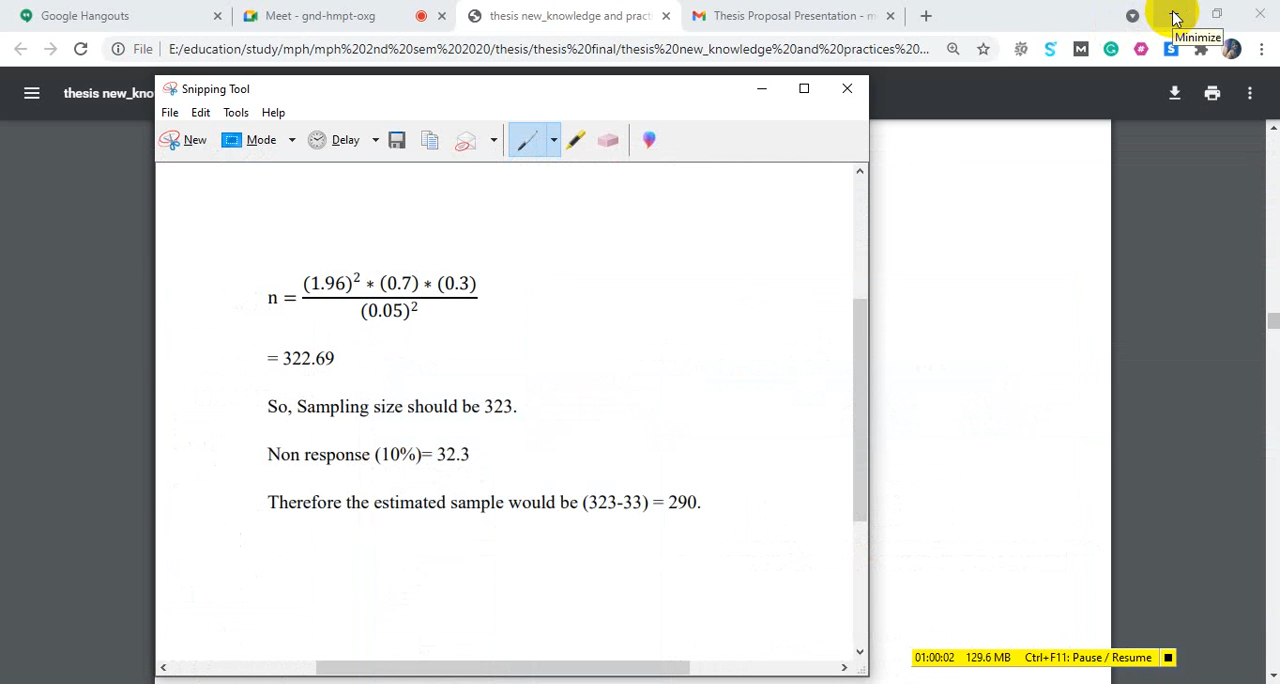 Google Hangouts
Meet - gnd-hmpt-oxg
thesis new_knowledge and pract
Thesis Proposal Presentation - m
Minimize
File
E:/education/study/mph/mph%202nd%20sem%202020/thesis/thesis%20final/thesis%20new_knowledge%20and%20practices%20...
thesis new_kno
Snipping Tool
File Edit Tools Help
New Mode Delay
n = (1.96)² * (0.7) * (0.3)
(0.05)²
= 322.69
So, Sampling size should be 323.
Non response (10%)= 32.3
Therefore the estimated sample would be (323-33) = 290.
01:00:02 129.6 MB Ctrl+F11: Pause / Resume